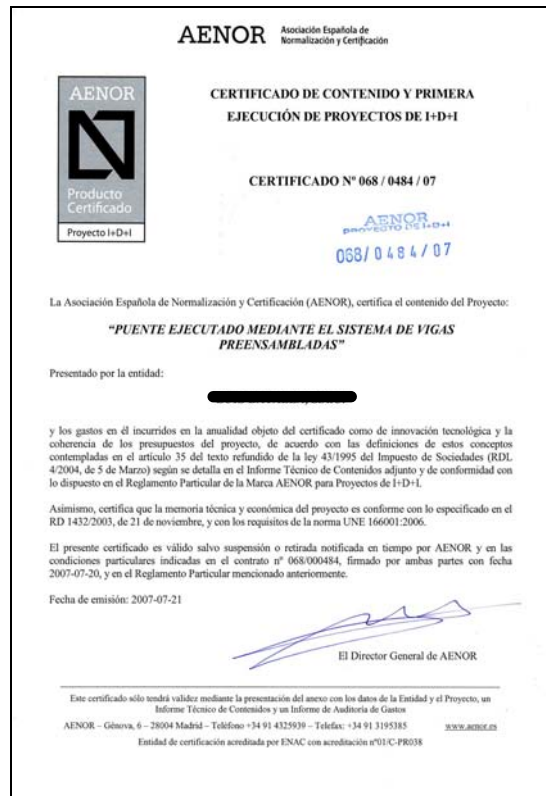 AENOR Asociación Española de
Normalización y Certificación
AENOR
Producto
Certificado
Proyecto I+D+I
CERTIFICADO DE CONTENIDO Y PRIMERA
EJECUCIÓN DE PROYECTOS DE I+D+I
CERTIFICADO Nº 068 / 0484 / 07
AENOR
PROYECTO DE I+D+I
068/0484/07
La Asociación Española de Normalización y Certificación (AENOR), certifica el contenido del Proyecto:
“PUENTE EJECUTADO MEDIANTE EL SISTEMA DE VIGAS
PREENSAMBLADAS”
Presentado por la entidad:
y los gastos en él incurridos en la anualidad objeto del certificado como de innovación tecnológica y la
coherencia de los presupuestos del proyecto, de acuerdo con las definiciones de estos conceptos
contempladas en el artículo 35 del texto refundido de la ley 43/1995 del Impuesto de Sociedades (RDL
4/2004, de 5 de Marzo) según se detalla en el Informe Técnico de Contenidos adjunto y de conformidad con
lo dispuesto en el Reglamento Particular de la Marca AENOR para Proyectos de I+D+I.
Asimismo, certifica que la memoria técnica y económica del proyecto es conforme con lo especificado en el
RD 1432/2003, de 21 de noviembre, y con los requisitos de la norma UNE 166001:2006.
El presente certificado es válido salvo suspensión o retirada notificada en tiempo por AENOR y en las
condiciones particulares indicadas en el contrato nº 068/000484, firmado por ambas partes con fecha
2007-07-20, y en el Reglamento Particular mencionado anteriormente.
Fecha de emisión: 2007-07-21
El Director General de AENOR
Este certificado sólo tendrá validez mediante la presentación del anexo con los datos de la Entidad y el Proyecto, un
Informe Técnico de Contenidos y un Informe de Auditoría de Gastos
AENOR – Génova, 6 – 28004 Madrid – Teléfono +34 91 4325939 – Telefax: +34 91 3195385 www.aenor.es
Entidad de certificación acreditada por ENAC con acreditación nº01/C-PR038